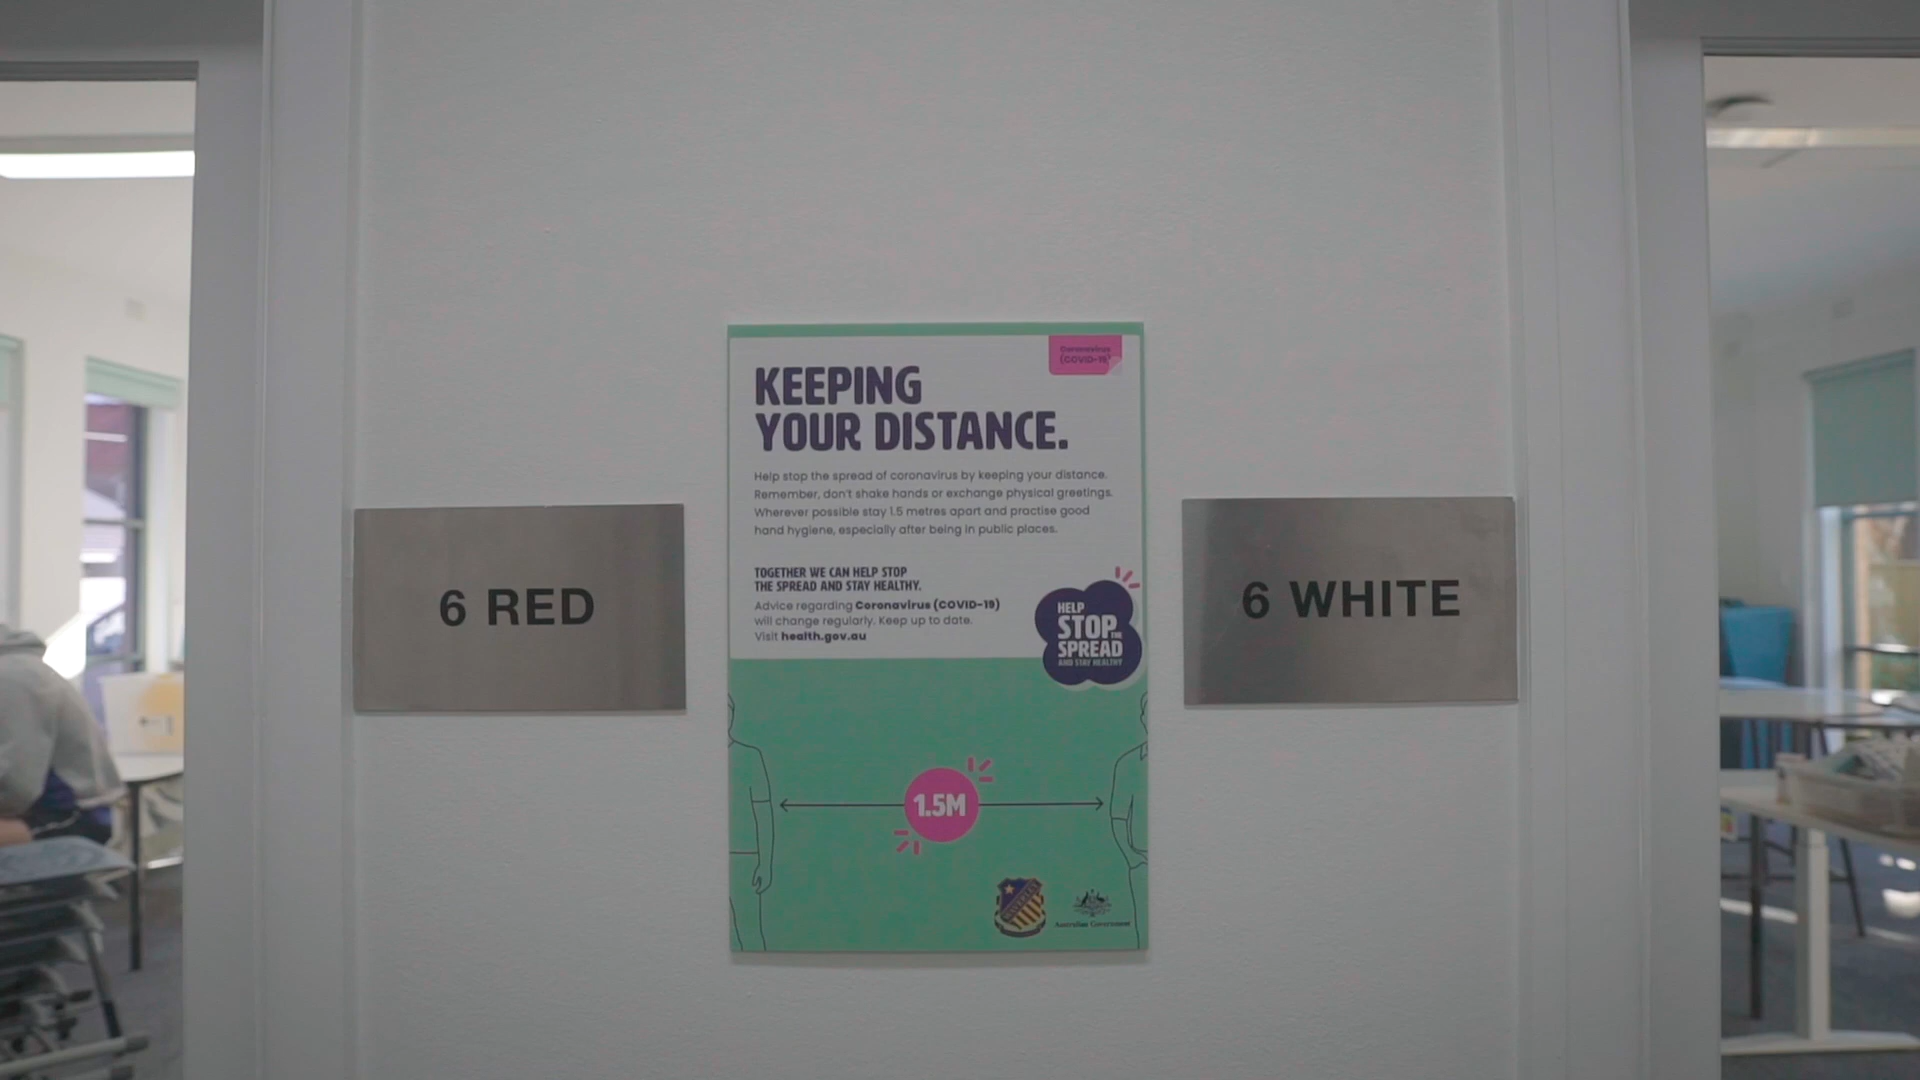 Coronavirus
(COVID-19)
KEEPING
YOUR DISTANCE.
Help stop the spread of coronavirus by keeping your distance.
Remember, don't shake hands or exchange physical greetings.
Wherever possible stay 1.5 metres apart and practise good
hand hygiene, especially after being in public places.
TOGETHER WE CAN HELP STOP
THE SPREAD AND STAY HEALTHY.
Advice regarding Coronavirus (COVID-19)
will change regularly. Keep up to date.
Visit health.gov.au
HELP
STOP THE
SPREAD
AND STAY HEALTHY
6 RED
6 WHITE
1.5M
Australian Government